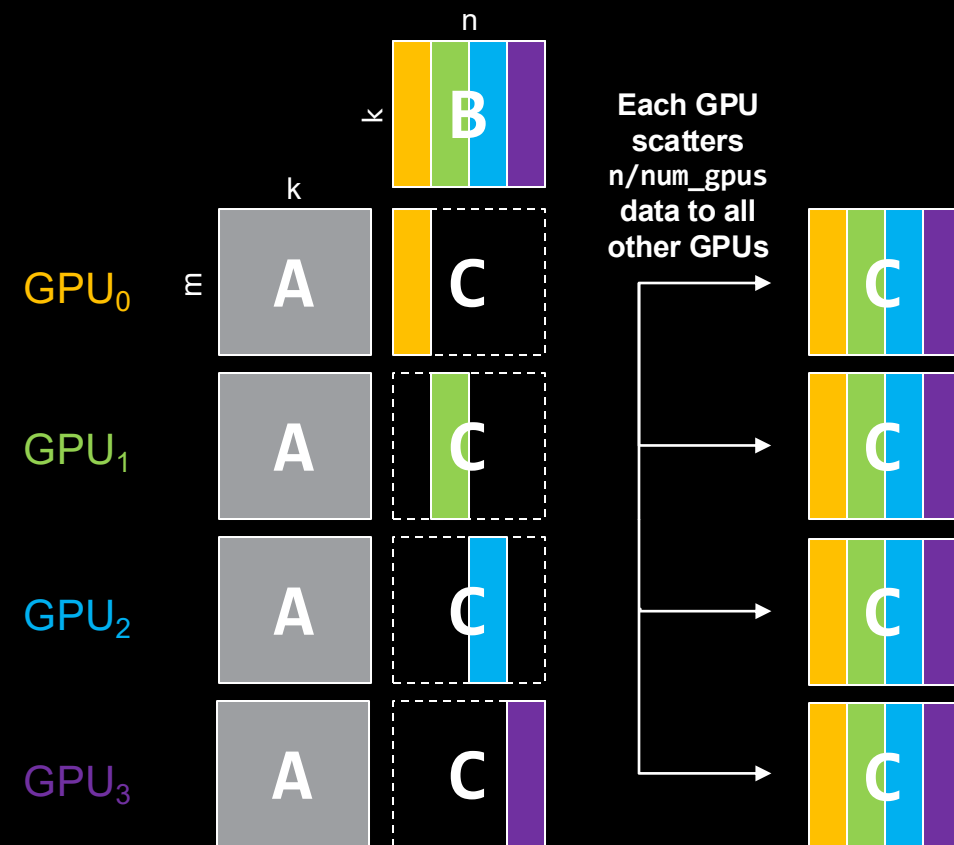 n
k
B
Each GPU
scatters
n/num_gpus
data to all
other GPUs
k
GPU₀
m
A
C
C
GPU₁
A
C
C
GPU₂
A
C
C
GPU₃
A
C
C